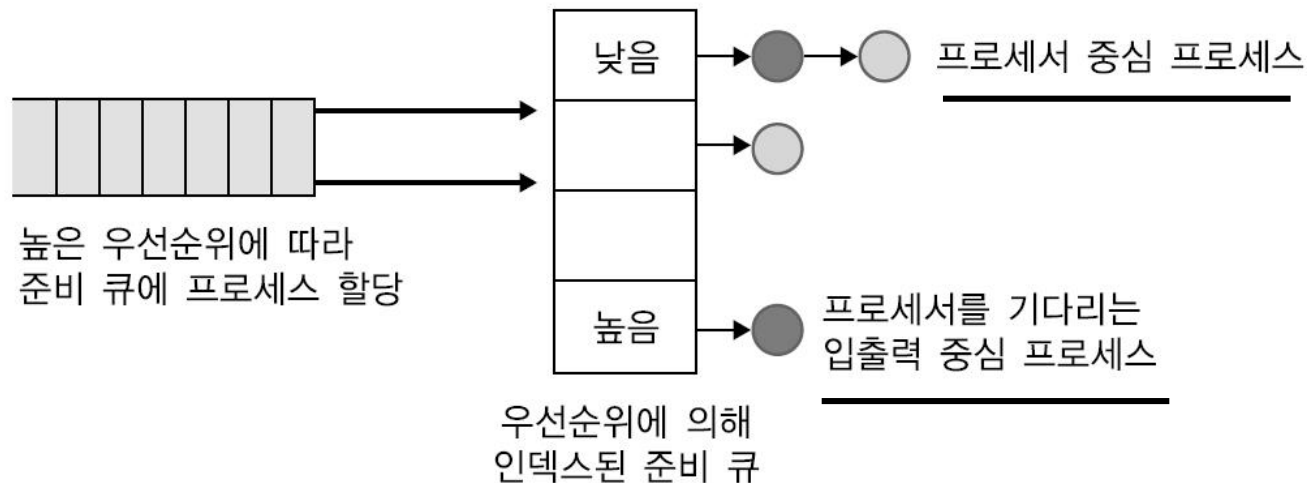 낮음
프로세서 중심 프로세스
높은 우선순위에 따라
준비 큐에 프로세스 할당
높음
프로세서를 기다리는
입출력 중심 프로세스
우선순위에 의해
인덱스된 준비 큐